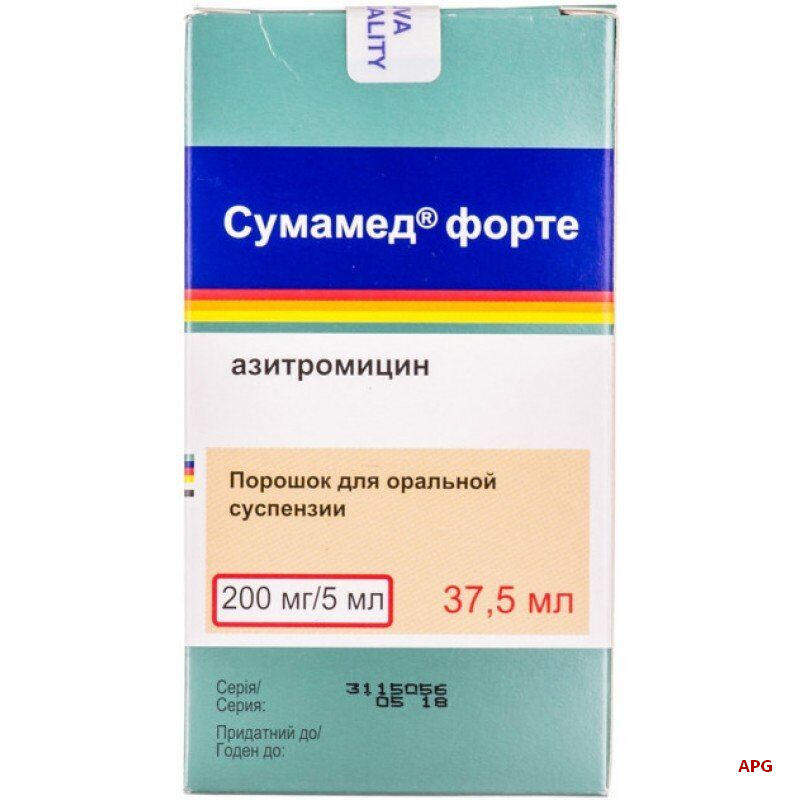 QUALITY
Сумамед® форте
азитромицин
Порошок для оральной
суспензии
200 мг/5 мл
37,5 мл
Серія/
Серия:
3115056
05 18
Придатний до/
Годен до:
APG